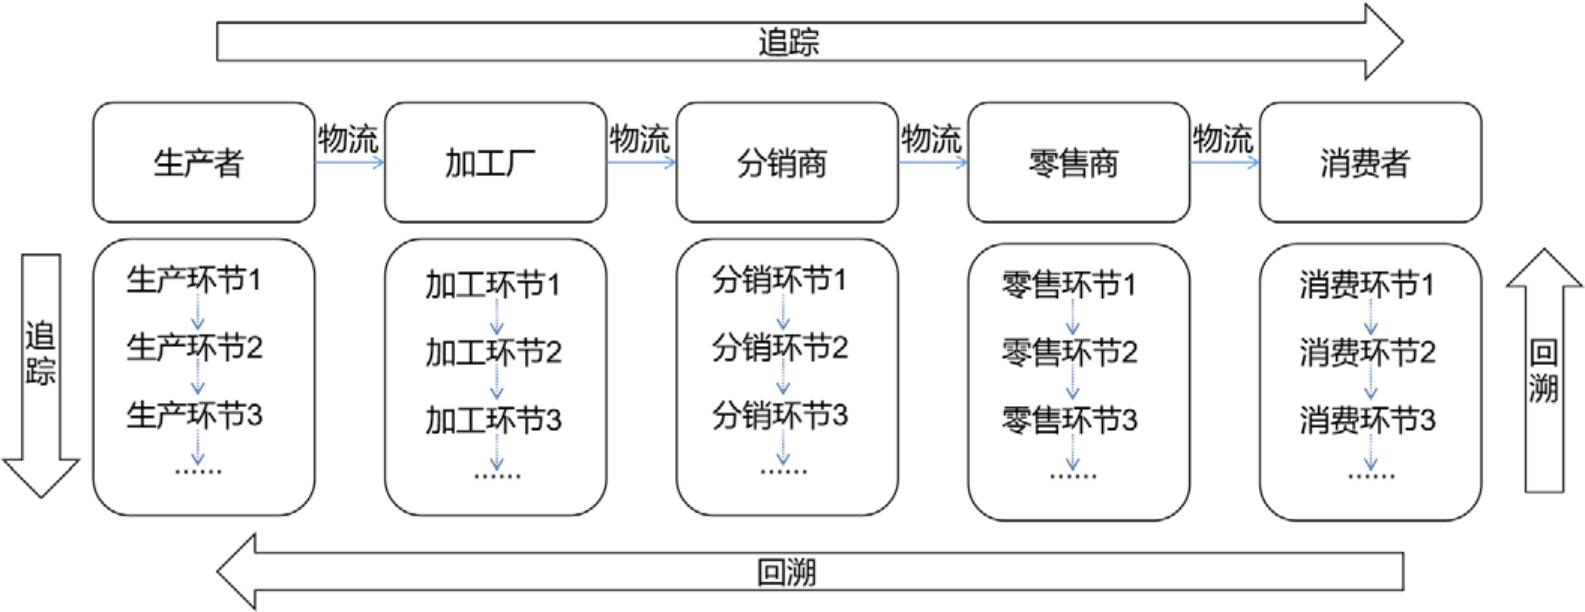 追踪
生产者
物流
加工厂
物流
分销商
物流
零售商
物流
消费者
追踪
生产环节1
生产环节2
生产环节3
……
加工环节1
加工环节2
加工环节3
……
分销环节1
分销环节2
分销环节3
……
零售环节1
零售环节2
零售环节3
……
消费环节1
消费环节2
消费环节3
……
回溯
回溯